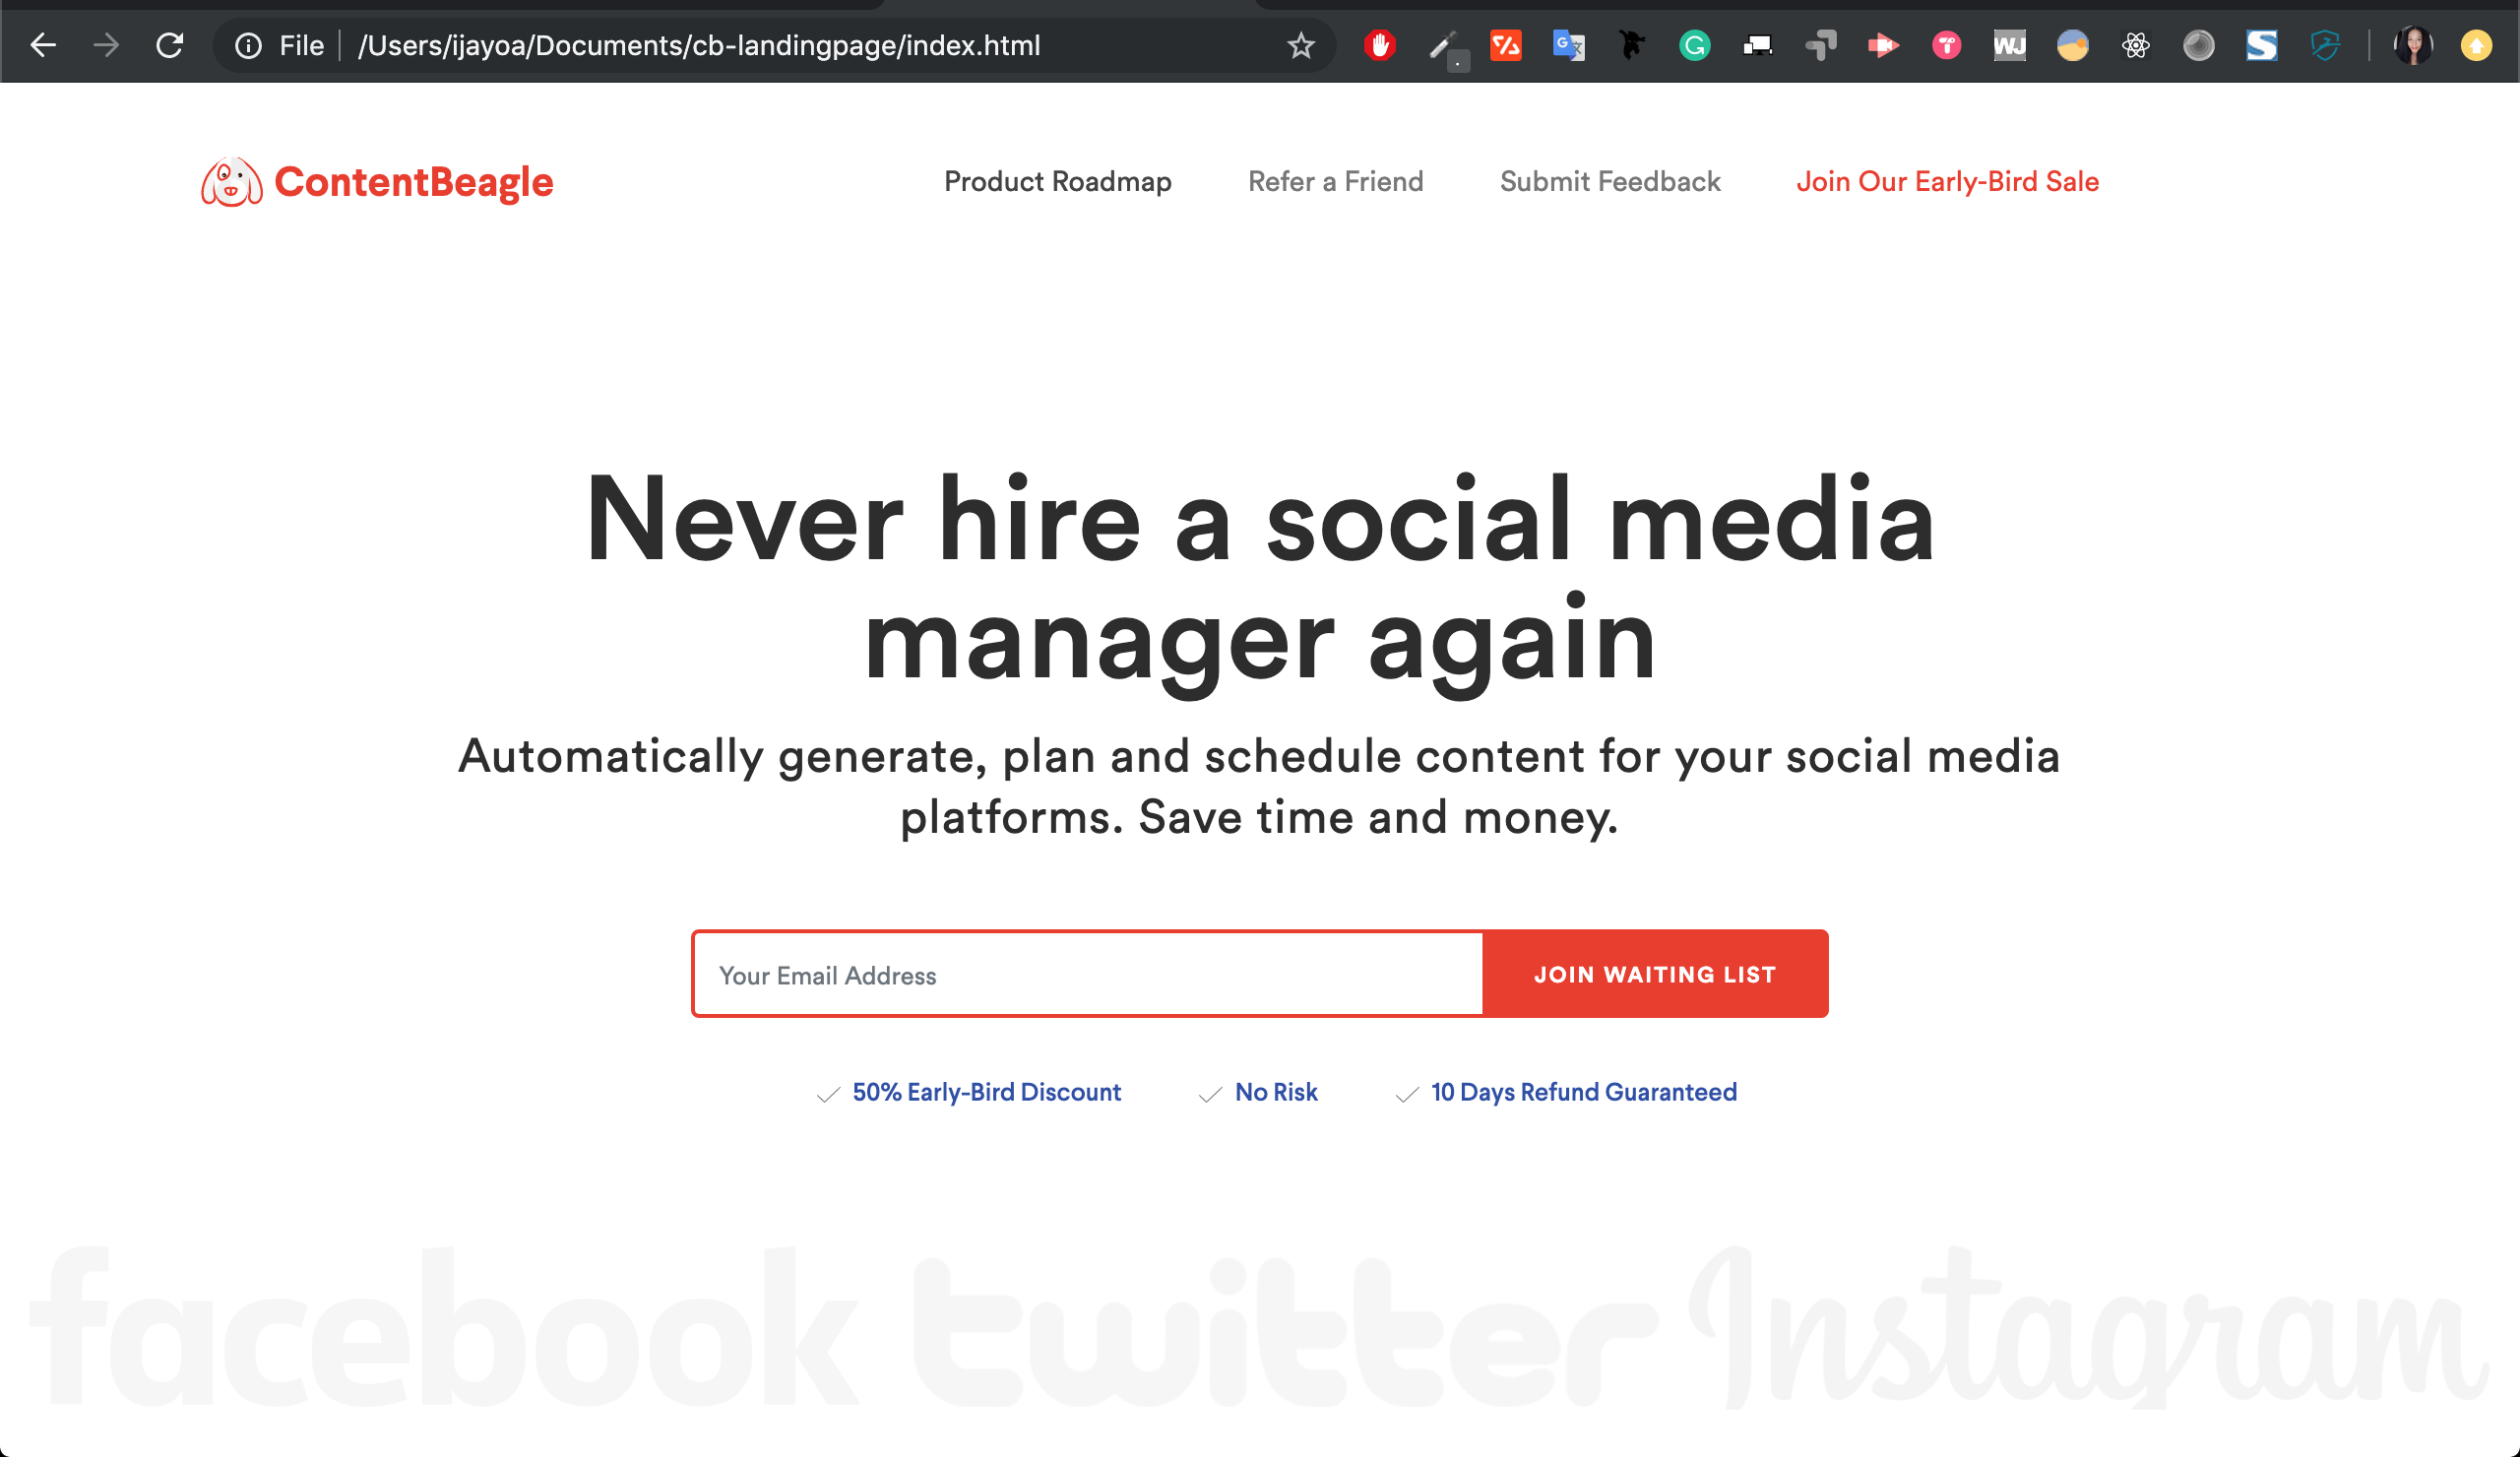 File
/Users/ijayoa/Documents/cb-landingpage/index.html
ContentBeagle
Product Roadmap
Refer a Friend
Submit Feedback
Join Our Early-Bird Sale
Never hire a social media
manager again
Automatically generate, plan and schedule content for your social media
platforms. Save time and money.
Your Email Address
JOIN WAITING LIST
50% Early-Bird Discount
No Risk
10 Days Refund Guaranteed
facebook twitter Instagram